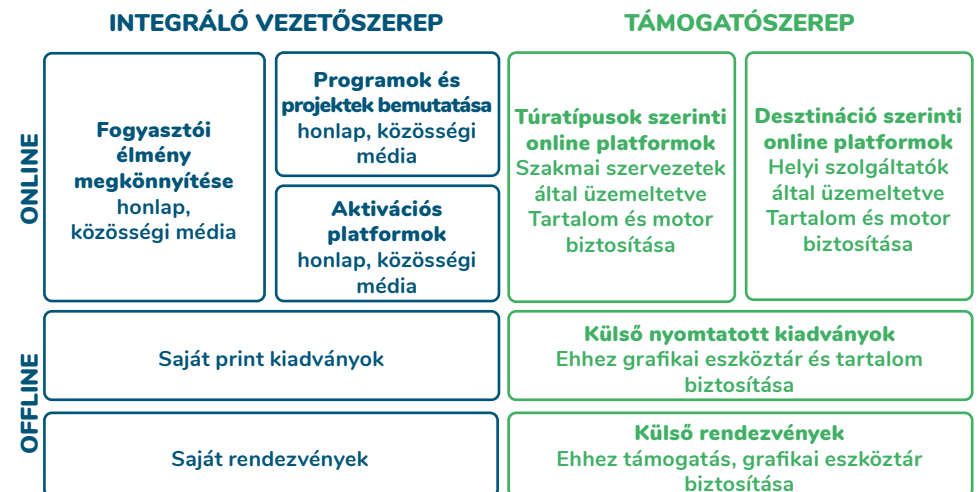 INTEGRÁLÓ VEZETŐSZEREP
TÁMOGATÓSZEREP
ONLINE
Fogyasztói
élmény
megkönnyítése
honlap,
közösségi média
Programok és
projektek bemutatása
honlap, közösségi
média
Aktivációs
platformok
honlap, közösségi
média
Túratípusok szerinti
online platformok
Szakmai szervezetek
által üzemeltetve
Tartalom és motor
biztosítása
Desztináció szerinti
online platformok
Helyi szolgáltatók
által üzemeltetve
Tartalom és motor
biztosítása
OFFLINE
Saját print kiadványok
Külső nyomtatott kiadványok
Ehhez grafikai eszköztár és tartalom
biztosítása
Saját rendezvények
Külső rendezvények
Ehhez támogatás, grafikai eszköztár
biztosítása